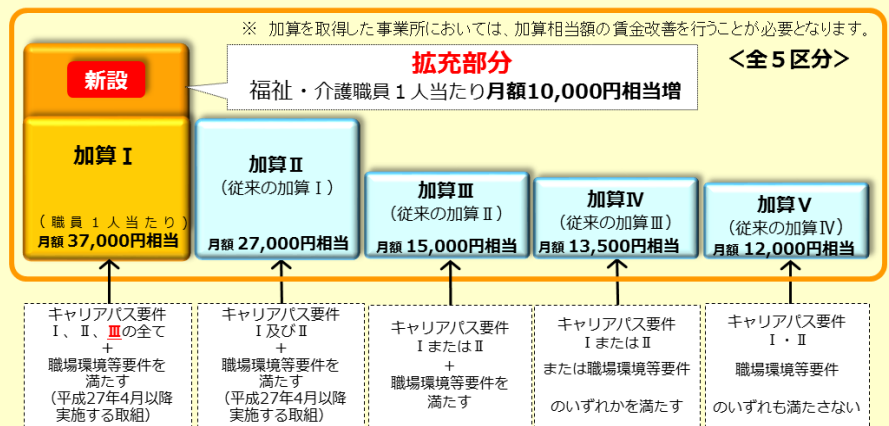 ※ 加算を取得した事業所においては、加算相当額の賃金改善を行うことが必要となります。
新設
拡充部分
福祉・介護職員１人当たり月額10,000円相当増
＜全５区分＞
加算Ⅰ
（職員１人当たり）
月額 37,000円相当
加算Ⅱ
（従来の加算Ⅰ）
月額 27,000円相当
加算Ⅲ
（従来の加算Ⅱ）
月額 15,000円相当
加算Ⅳ
（従来の加算Ⅲ）
月額 13,500円相当
加算Ⅴ
（従来の加算Ⅳ）
月額 12,000円相当
キャリアパス要件
Ⅰ、Ⅱ、Ⅲの全て
＋
職場環境等要件を
満たす
（平成27年4月以降
実施する取組）
キャリアパス要件
Ⅰ及びⅡ
＋
職場環境等要件を
満たす
（平成27年4月以降
実施する取組）
キャリアパス要件
ⅠまたはⅡ
＋
職場環境等要件を
満たす
キャリアパス要件
ⅠまたはⅡ
または職場環境等要件
のいずれかを満たす
キャリアパス要件
Ⅰ・Ⅱ
職場環境等要件
のいずれも満たさない